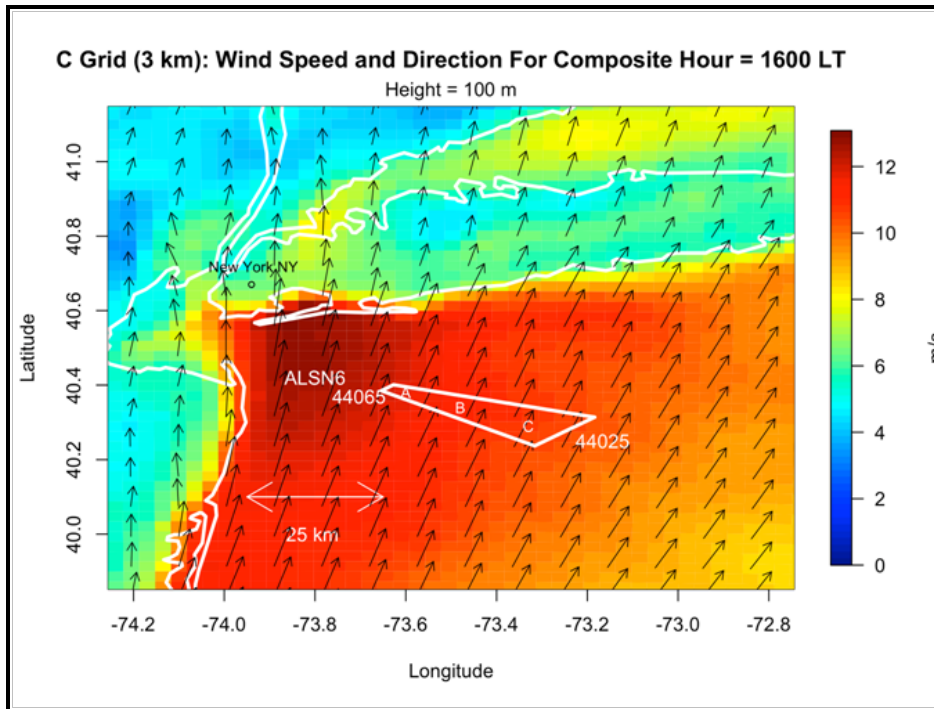 C Grid (3 km): Wind Speed and Direction For Composite Hour = 1600 LT
Height = 100 m
41.0
40.8
40.6
40.4
40.2
40.0
Latitude
New York,NY
ALSN6
44065
A
B
C
44025
25 km
-74.2 -74.0 -73.8 -73.6 -73.4 -73.2 -73.0 -72.8
Longitude
12
10
8
6
4
2
0
m/s